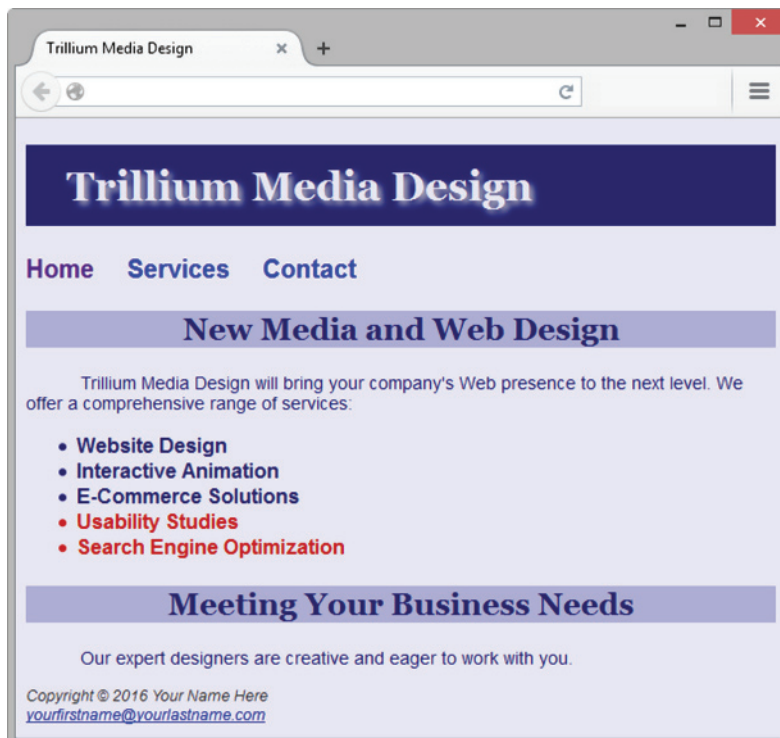 Trillium Media Design
Trillium Media Design
Home Services Contact
New Media and Web Design
Trillium Media Design will bring your company's Web presence to the next level. We
offer a comprehensive range of services:
• Website Design
• Interactive Animation
• E-Commerce Solutions
• Usability Studies
• Search Engine Optimization
Meeting Your Business Needs
Our expert designers are creative and eager to work with you.
Copyright © 2016 Your Name Here
yourfirstname@yourlastname.com